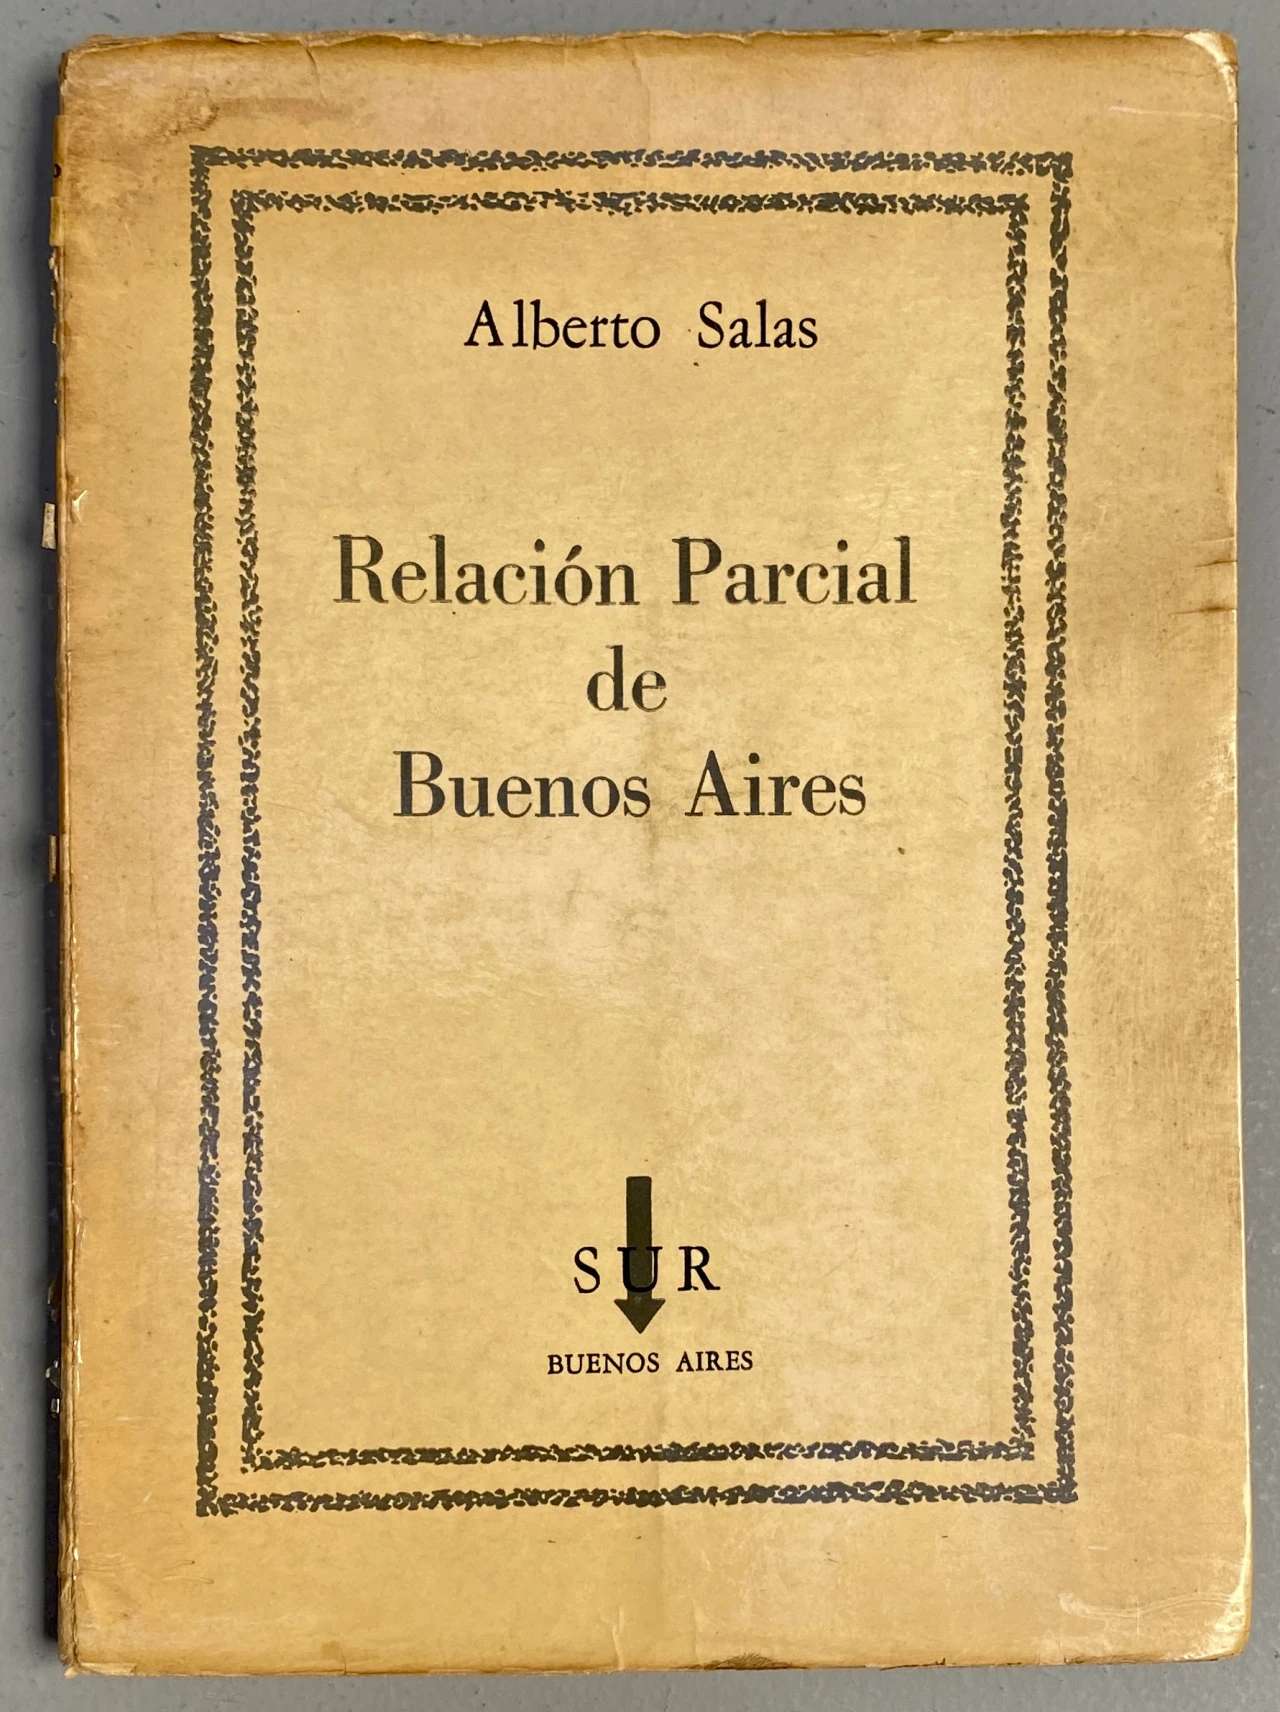 Alberto Salas
Relación Parcial
de
Buenos Aires
SUR
BUENOS AIRES